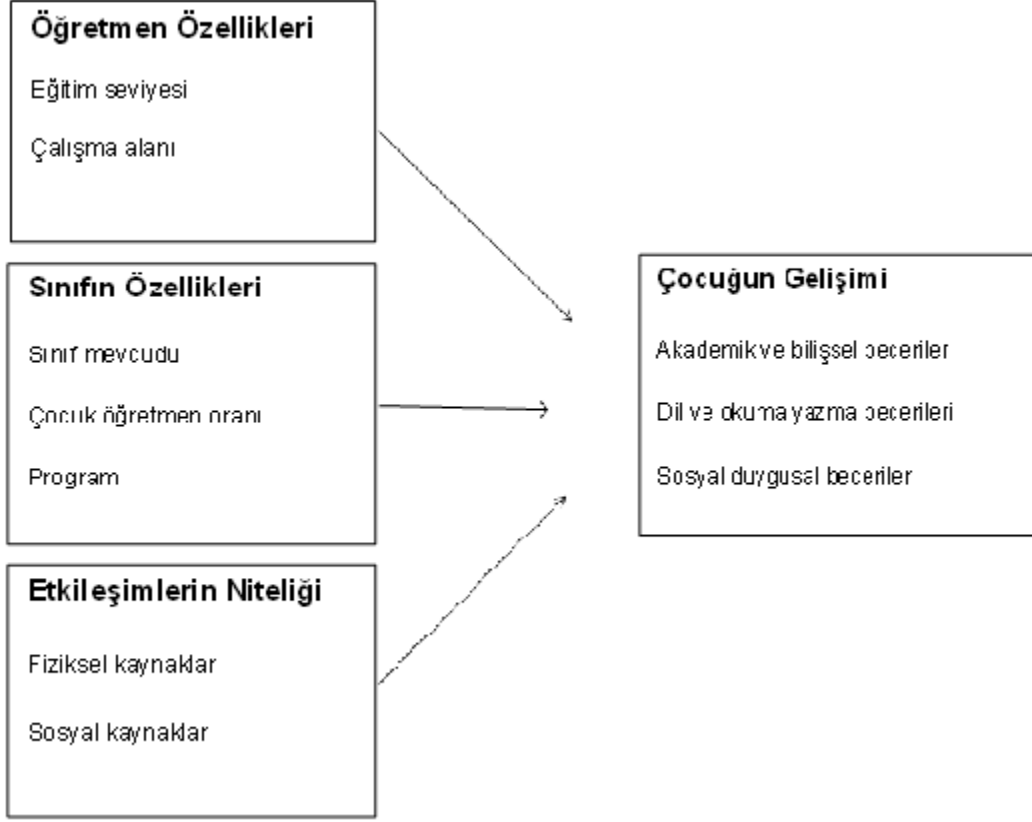 Öğretmen Özellikleri
Eğitim seviyesi
Çalışma alanı
Sınıfın Özellikleri
Sınıf mevcudu
Çocuk öğretmen oranı
Program
Etkileşimlerin Niteliği
Fiziksel kaynaklar
Sosyal kaynaklar
Çocuğun Gelişimi
Akademik ve bilişsel beceriler
Dil ve okuma yazma becerileri
Sosyal duygusal beceriler